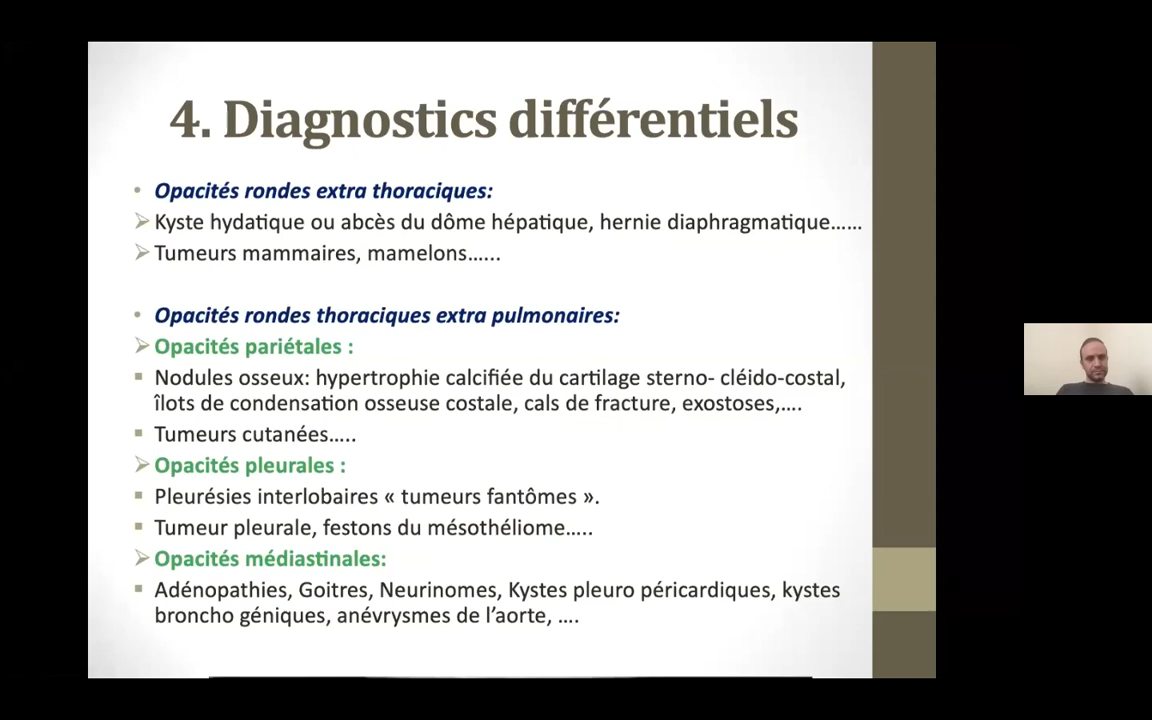 4. Diagnostics différentiels
• Opacités rondes extra thoraciques:
➢ Kyste hydatique ou abcès du dôme hépatique, hernie diaphragmatique……
➢ Tumeurs mammaires, mamelons…...
• Opacités rondes thoraciques extra pulmonaires:
➢ Opacités pariétales :
▪ Nodules osseux: hypertrophie calcifiée du cartilage sterno- cléido-costal,
îlots de condensation osseuse costale, cals de fracture, exostoses,….
▪ Tumeurs cutanées…..
➢ Opacités pleurales :
▪ Pleurésies interlobaires « tumeurs fantômes ».
▪ Tumeur pleurale, festons du mésothéliome…..
➢ Opacités médiastinales:
▪ Adénopathies, Goitres, Neurinomes, Kystes pleuro péricardiques, kystes
broncho géniques, anévrysmes de l’aorte, ….